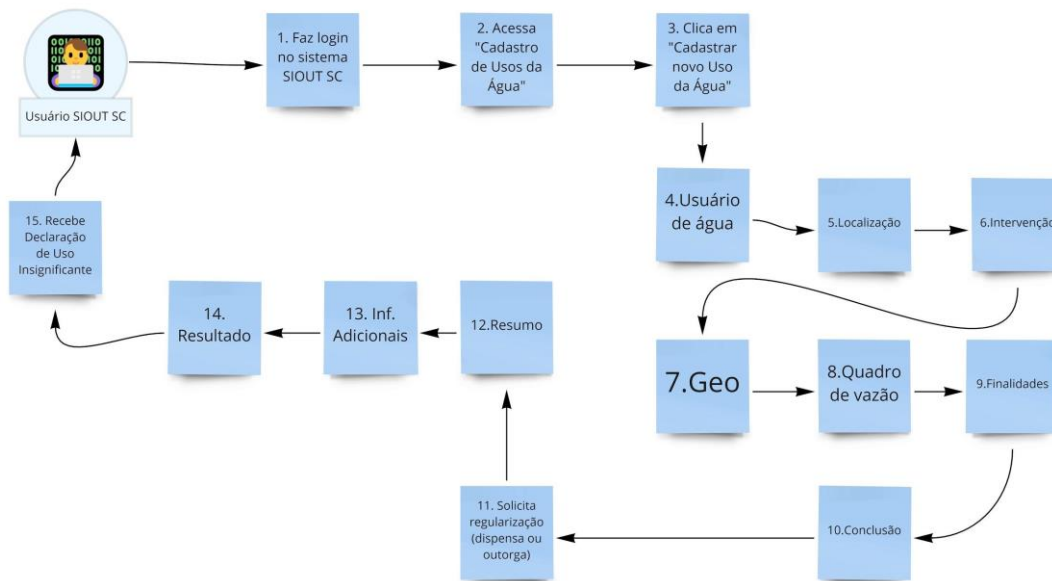 Usuário SIOUT SC
1. Faz login
no sistema
SIOUT SC
2. Acessa
"Cadastro
de Usos da
Água"
3. Clica em
"Cadastrar
novo Uso
da Água"
4.Usuário
de água
5.Localização
6.Intervenção
7.Geo
8.Quadro
de vazão
9.Finalidades
10.Conclusão
11. Solicita
regularização
(dispensa ou
outorga)
12.Resumo
13. Inf.
Adicionais
14.
Resultado
15. Recebe
Declaração
de Uso
Insignificante